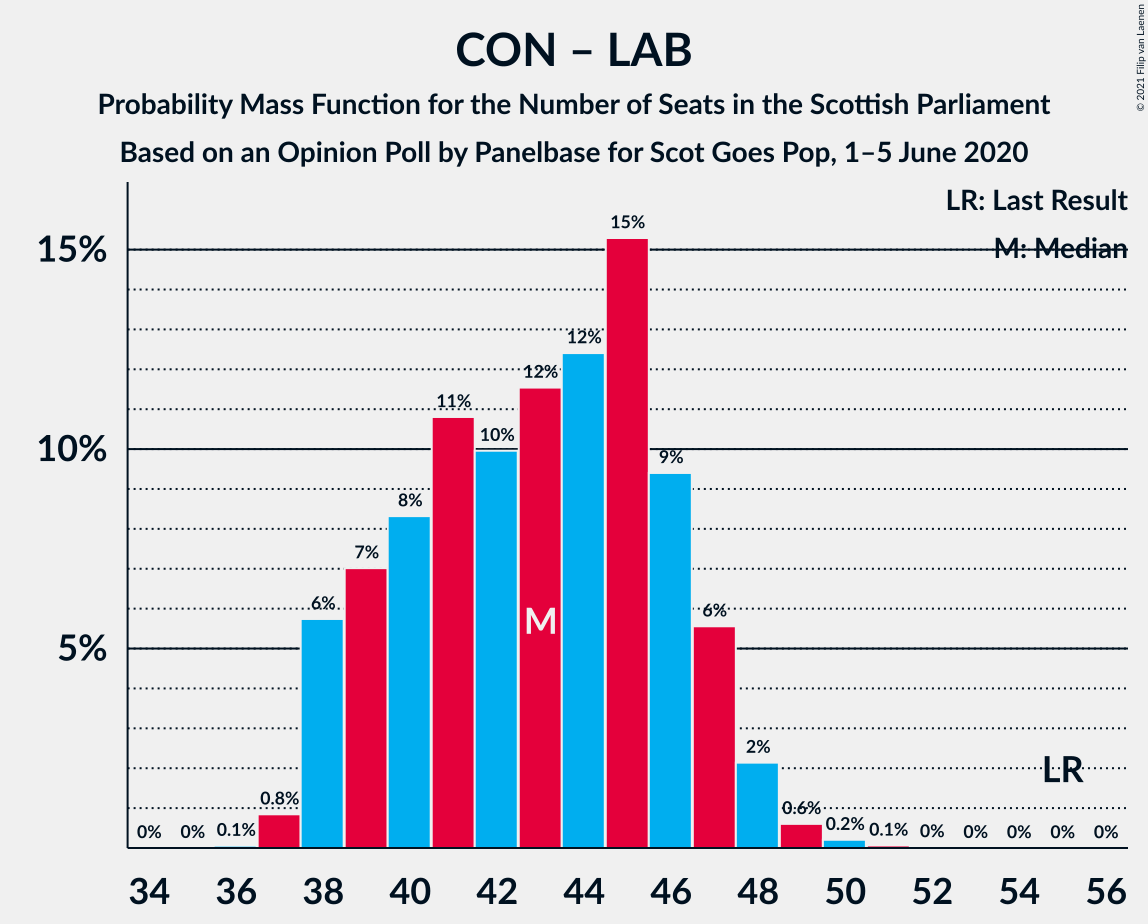 CON – LAB
Probability Mass Function for the Number of Seats in the Scottish Parliament
Based on an Opinion Poll by Panelbase for Scot Goes Pop, 1–5 June 2020
© 2021 Filip van Laenen
LR: Last Result
M: Median
15%
10%
5%
0%
0%
0.1%
0.8%
6%
7%
8%
11%
10%
12%
12%
15%
9%
6%
2%
0.6%
0.2%
0.1%
0%
0%
0%
0%
0%
M
LR
34 36 38 40 42 44 46 48 50 52 54 56